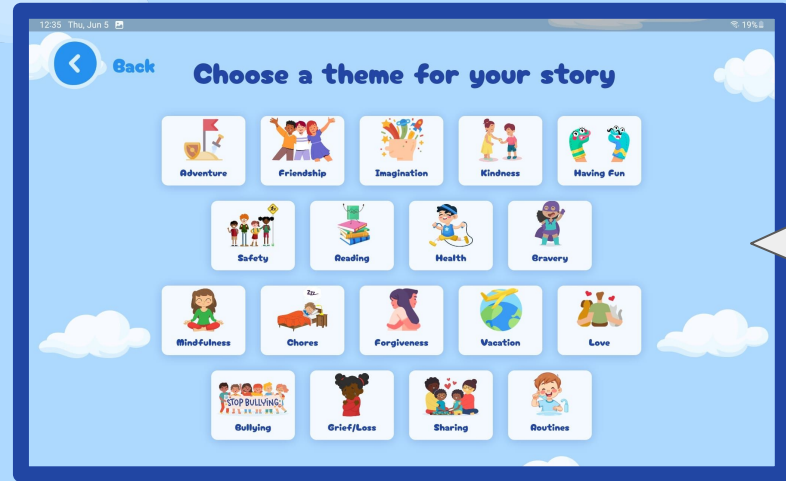 12:35 Thu, Jun 5
19%
Back
Choose a theme for your story
Adventure
Friendship
Imagination
Kindness
Having Fun
Safety
Reading
Health
Bravery
zzz
Mindfulness
Chores
Forgiveness
Vacation
Love
STOP BULLYING!
Bullying
Grief/Loss
Sharing
Routines